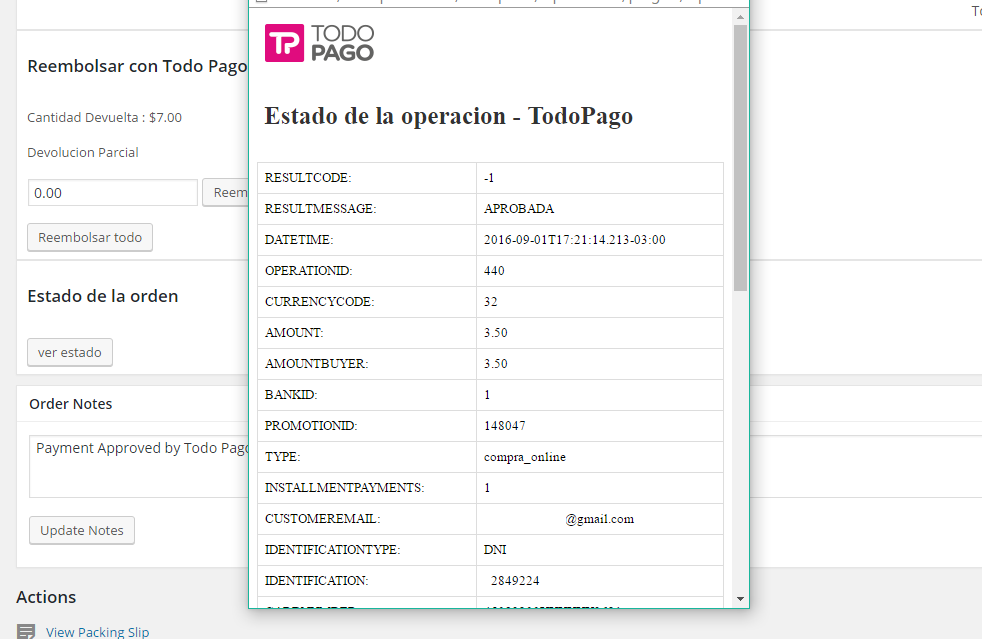 TODO
PAGO
Estado de la operacion - TodoPago
RESULTCODE: -1
RESULTMESSAGE: APROBADA
DATETIME: 2016-09-01T17:21:14.213-03:00
OPERATIONID: 440
CURRENCYCODE: 32
AMOUNT: 3.50
AMOUNTBUYER: 3.50
BANKID: 1
PROMOTIONID: 148047
TYPE: compra_online
INSTALLMENTPAYMENTS: 1
CUSTOMEREMAIL: @gmail.com
IDENTIFICATIONTYPE: DNI
IDENTIFICATION: 2849224
Reembolsar con Todo Pago
Cantidad Devuelta : $7.00
Devolucion Parcial
0.00 Reem
Reembolsar todo
Estado de la orden
ver estado
Order Notes
Payment Approved by Todo Pago
Update Notes
Actions
View Packing Slip